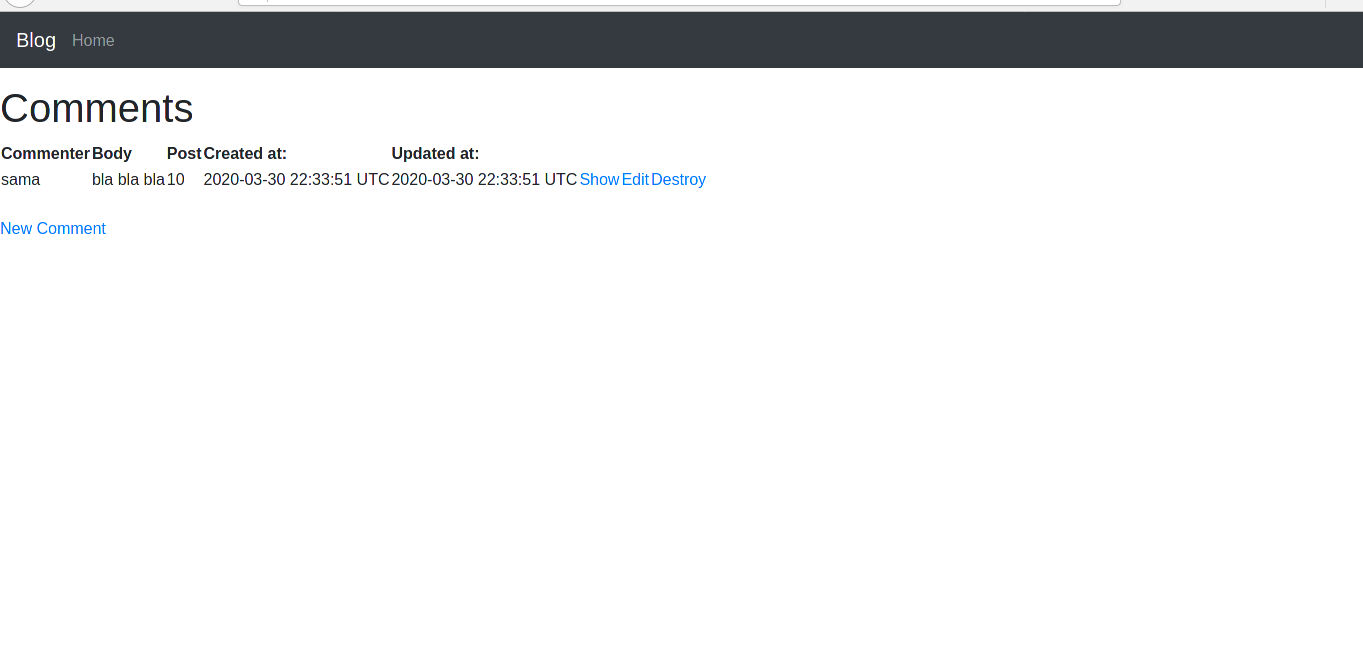 Blog Home
Comments
Commenter Body Post Created at: Updated at:
sama bla bla bla 10 2020-03-30 22:33:51 UTC 2020-03-30 22:33:51 UTC Show Edit Destroy
New Comment